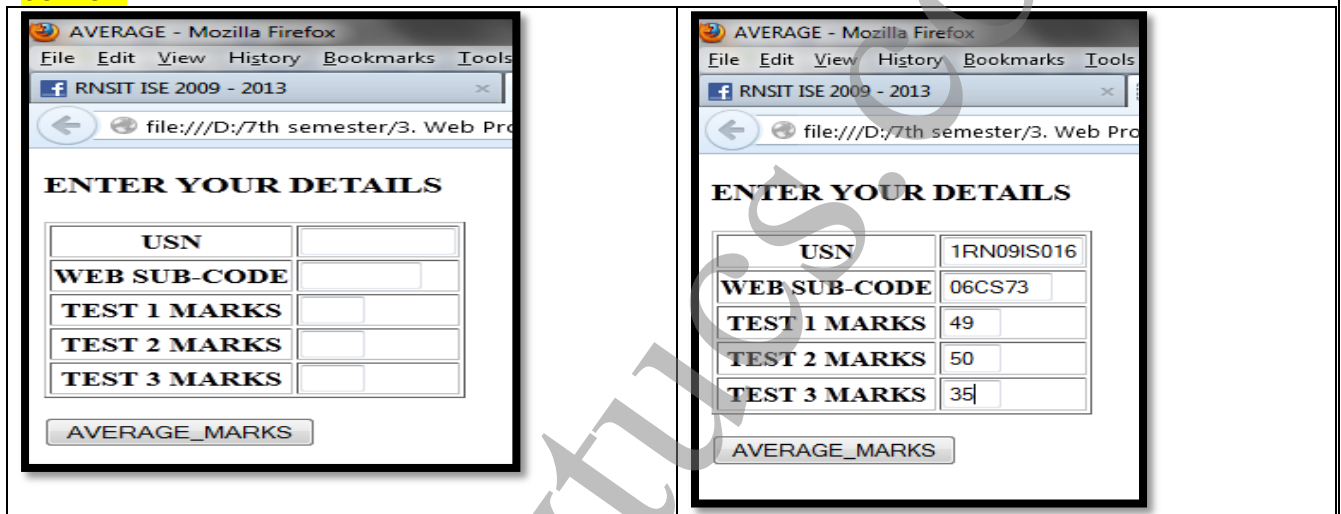 AVERAGE - Mozilla Firefox
File Edit View History Bookmarks Tools
RNSIT ISE 2009 - 2013
file:///D:/7th semester/3. Web Pro
ENTER YOUR DETAILS
USN
WEB SUB-CODE
TEST 1 MARKS
TEST 2 MARKS
TEST 3 MARKS
AVERAGE_MARKS
AVERAGE - Mozilla Firefox
File Edit View History Bookmarks Tools
RNSIT ISE 2009 - 2013
file:///D:/7th semester/3. Web Pro
ENTER YOUR DETAILS
USN 1RN09IS016
WEB SUB-CODE 06CS73
TEST 1 MARKS 49
TEST 2 MARKS 50
TEST 3 MARKS 35
AVERAGE_MARKS